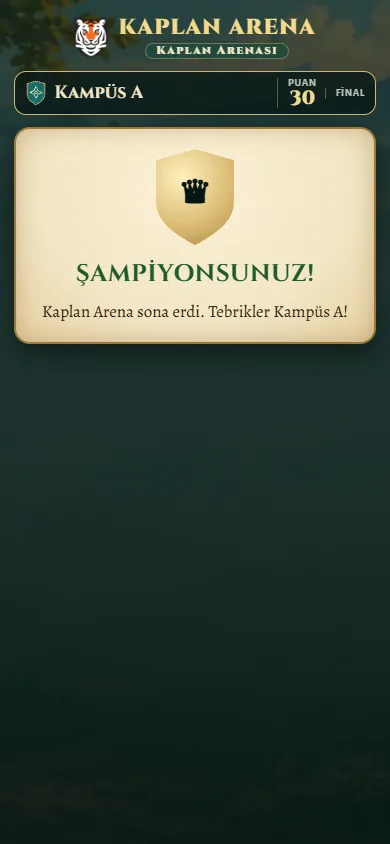 KAPLAN ARENA
Kaplan Arenası
Kampüs A
PUAN
30
FİNAL
ŞAMPİYONSUNUZ!
Kaplan Arena sona erdi. Tebrikler Kampüs A!